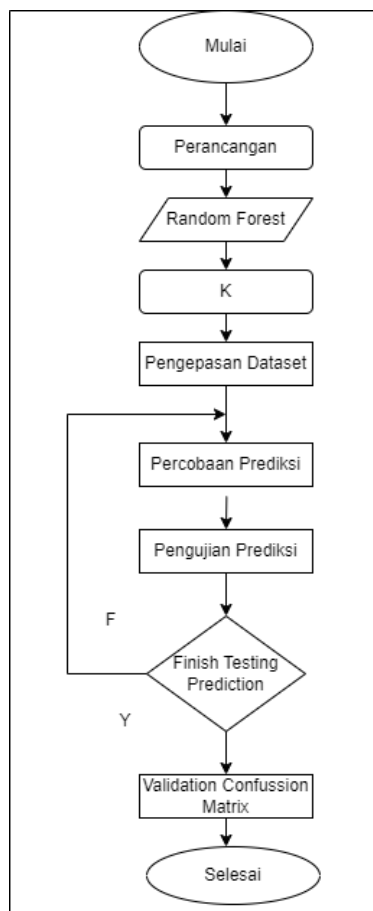 Mulai
Perancangan
Random Forest
K
Pengepasan Dataset
Percobaan Prediksi
Pengujian Prediksi
F
Finish Testing
Prediction
Y
Validation Confussion
Matrix
Selesai